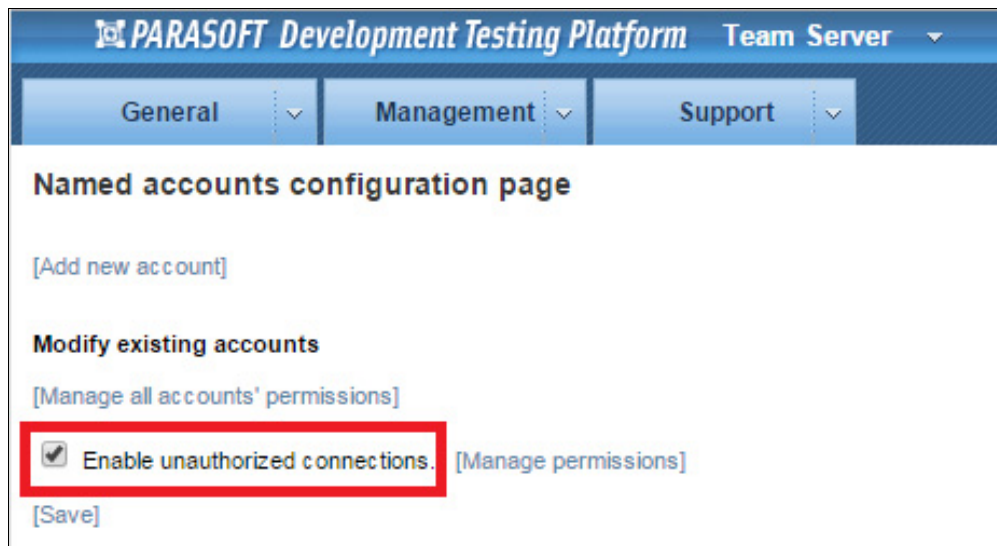 PARASOFT Development Testing Platform Team Server
General Management Support
Named accounts configuration page
[Add new account]
Modify existing accounts
[Manage all accounts' permissions]
Enable unauthorized connections. [Manage permissions]
[Save]